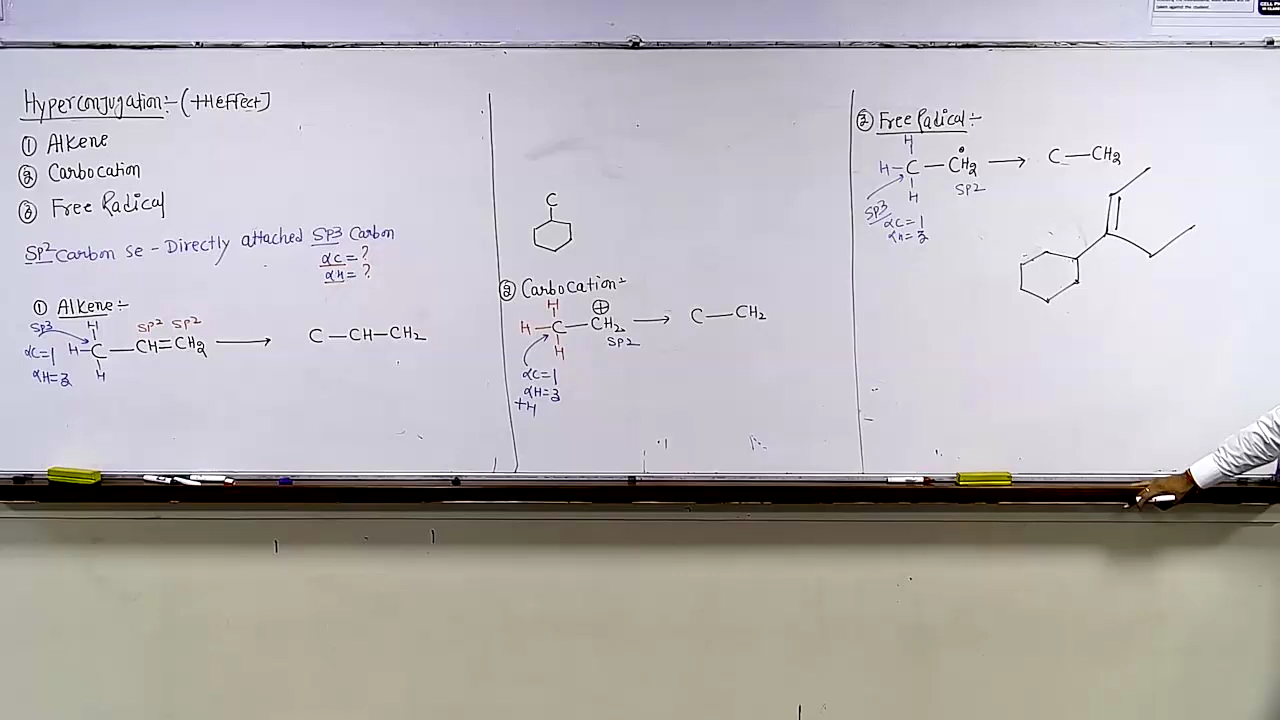 Hyperconjugation:- (+H effect)
① Alkene
② Carbocation
③ Free Radical
SP2 Carbon se - Directly attached SP3 Carbon
αC = ?
αH = ?
① Alkene:-
SP3 H SP2 SP2
αC=1 H-C-CH=CH2 → C-CH-CH2
αH=3 H
C
② Carbocation:-
H ⊕
H-C-CH2 → C-CH2
H SP2
αC=1
αH=3
+H
② Free Radical:-
H
H-C-CH2 → C-CH2
SP3 H SP2
αC=1
αH=3